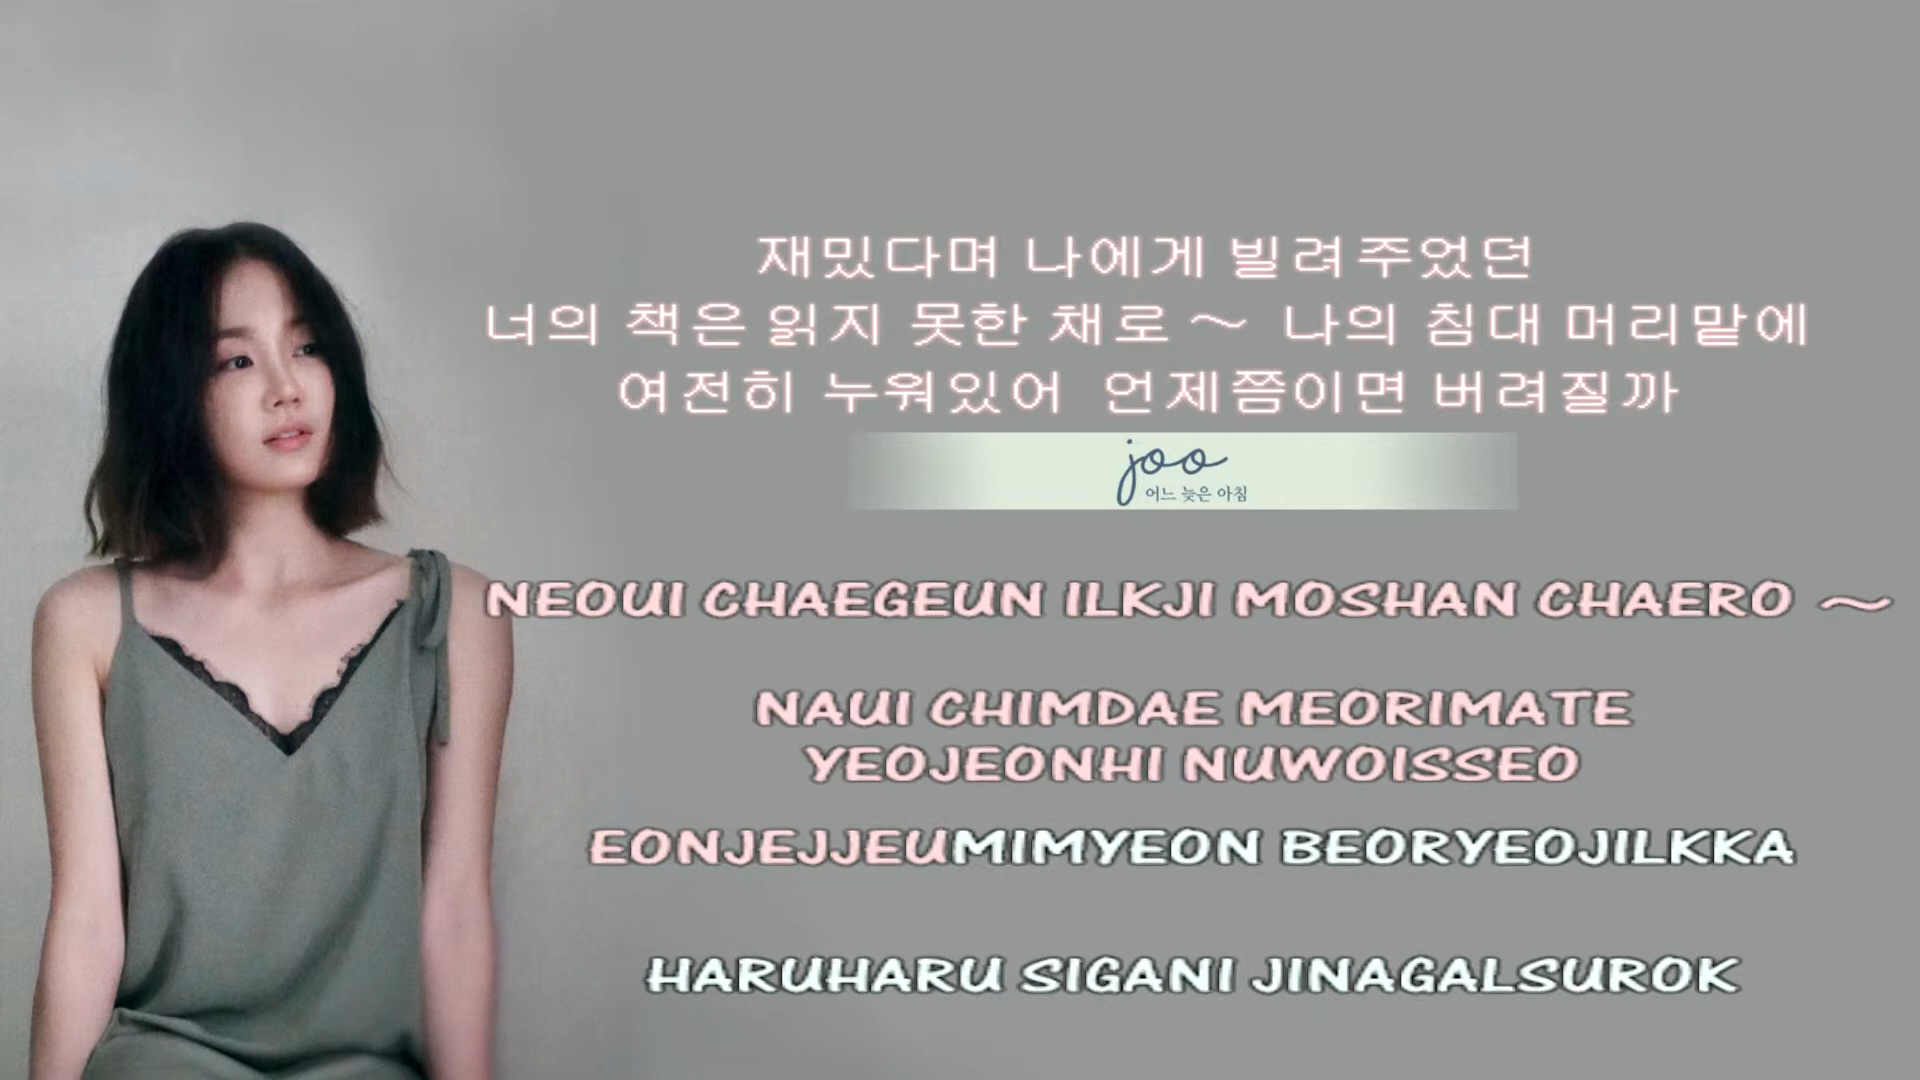 재밌다며 나에게 빌려주었던
너의 책은 읽지 못한 채로 ~ 나의 침대 머리맡에
여전히 누워있어 언제쯤이면 버려질까
joo
어느 늦은 아침
NEOUI CHAEGEUN ILKJI MOSHAN CHAERO ~
NAUI CHIMDAE MEORIMATE
YEOJEONHI NUWOISSEO
EONJEJJEUMIMYEON BEORYEOJILKKA
HARUHARU SIGANI JINAGALSUROK